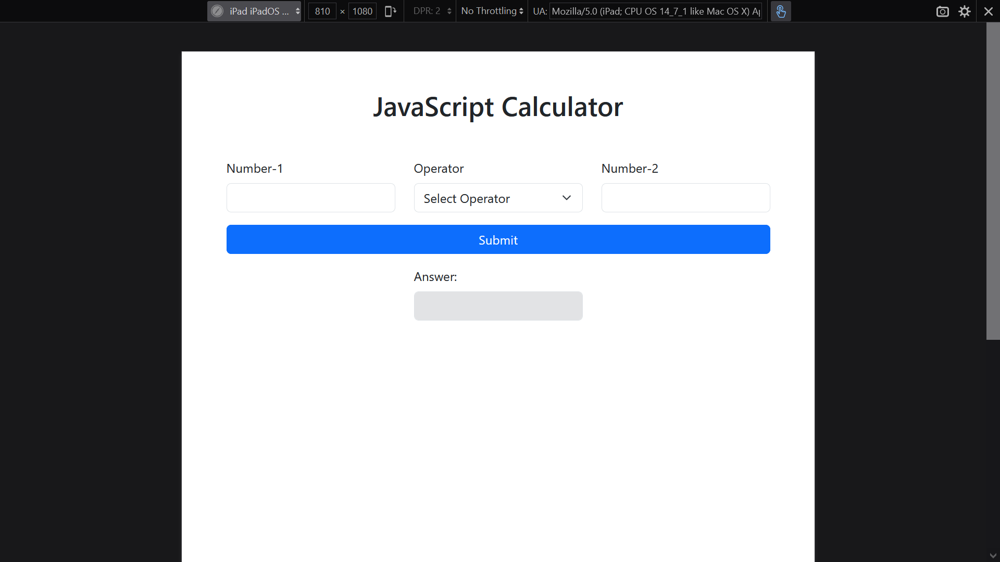 iPad iPadOS ... 810 × 1080 DPR: 2 No Throttling UA: Mozilla/5.0 (iPad; CPU OS 14_7_1 like Mac OS X) A
JavaScript Calculator
Number-1 Operator Number-2
Select Operator
Submit
Answer: